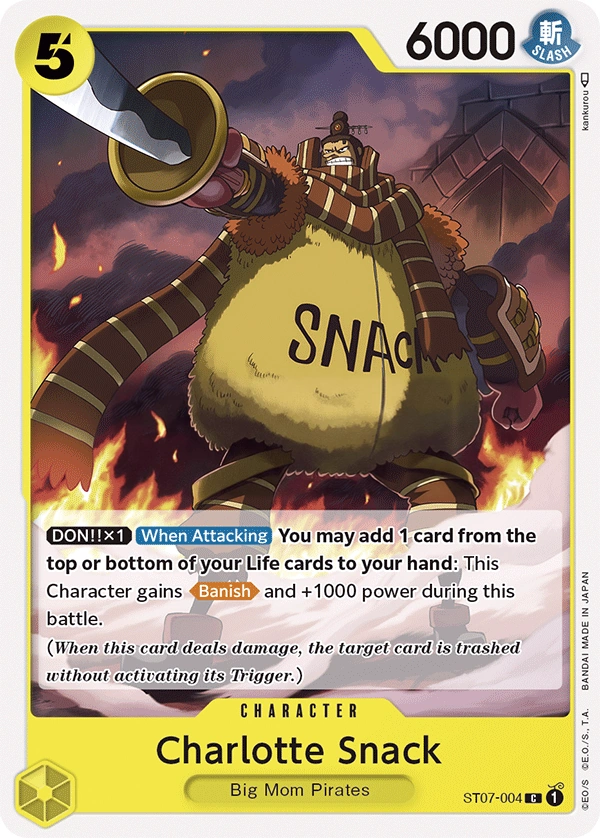 5
6000
斬
SLASH
kankurou
SNACK
DON!!×1 When Attacking You may add 1 card from the
top or bottom of your Life cards to your hand: This
Character gains Banish and +1000 power during this
battle.
(When this card deals damage, the target card is trashed
without activating its Trigger.)
CHARACTER
Charlotte Snack
Big Mom Pirates
ST07-004 C 1
©EO/S ©E.O./S., T.A. BANDAI MADE IN JAPAN